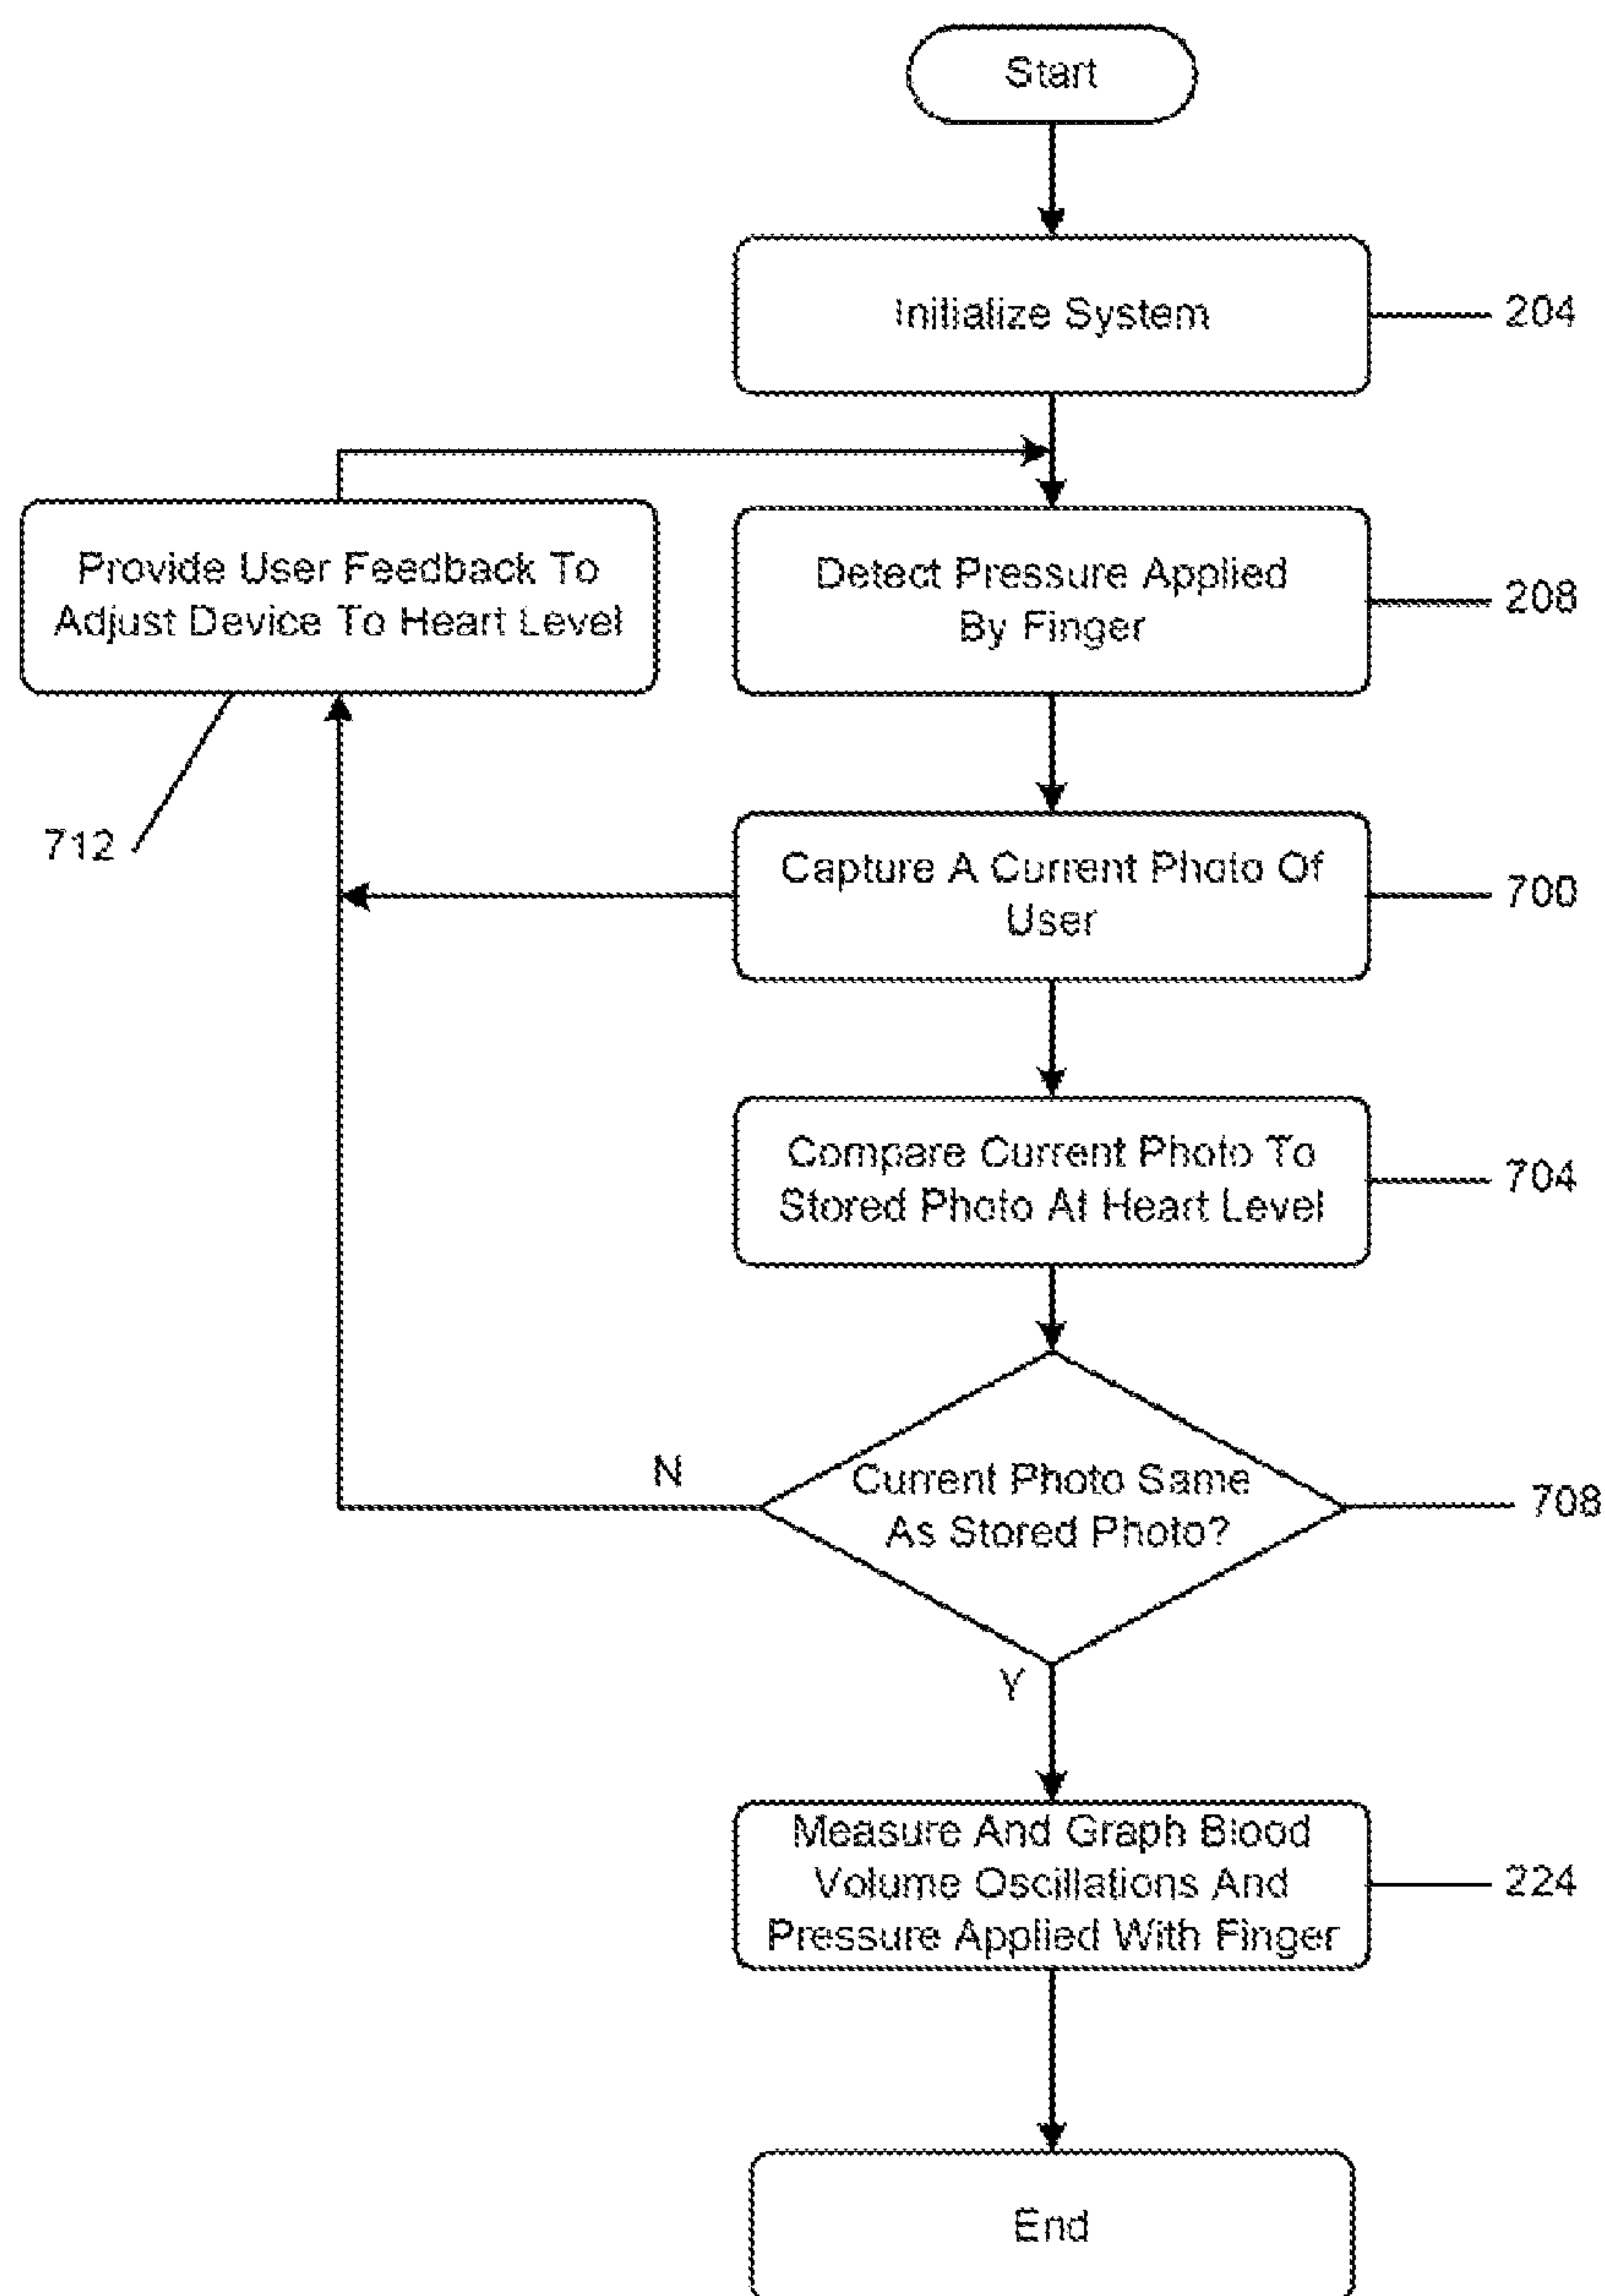 Start
Initialize System
204
Provide User Feedback To
Adjust Device To Heart Level
712
Detect Pressure Applied
By Finger
208
Capture A Current Photo Of
User
700
Compare Current Photo To
Stored Photo At Heart Level
704
Current Photo Same
As Stored Photo?
708
N
Y
Measure And Graph Blood
Volume Oscillations And
Pressure Applied With Finger
224
End